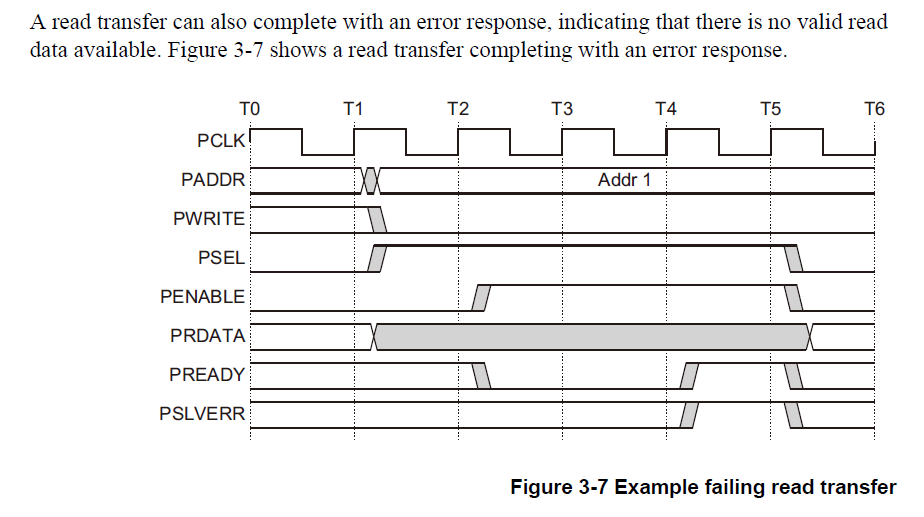 A read transfer can also complete with an error response, indicating that there is no valid read
data available. Figure 3-7 shows a read transfer completing with an error response.
T0 T1 T2 T3 T4 T5 T6
PCLK
PADDR Addr 1
PWRITE
PSEL
PENABLE
PRDATA
PREADY
PSLVERR
Figure 3-7 Example failing read transfer